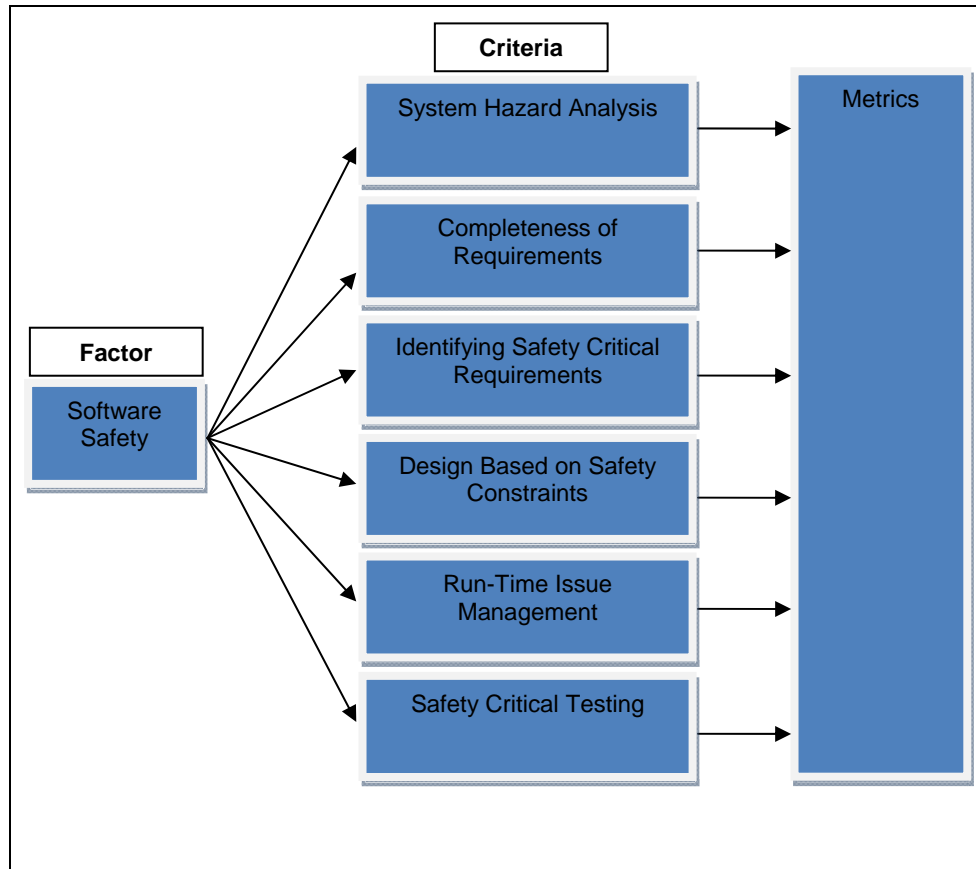 Criteria
System Hazard Analysis
Metrics
Completeness of
Requirements
Factor
Identifying Safety Critical
Requirements
Software
Safety
Design Based on Safety
Constraints
Run-Time Issue
Management
Safety Critical Testing